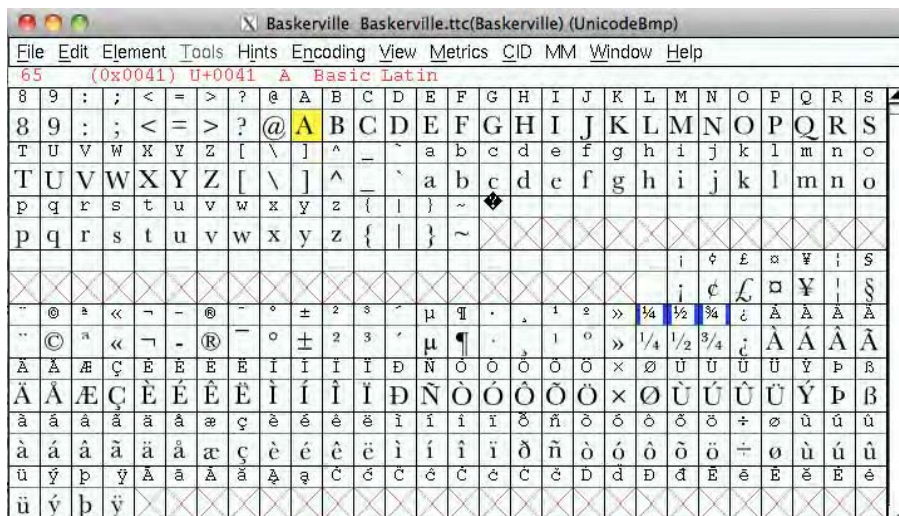 Baskerville Baskerville.ttc(Baskerville) (UnicodeBmp)
File Edit Element Tools Hints Encoding View Metrics CID MM Window Help
65 (0x0041) U+0041 A Basic Latin
8 9 : ; < = > ? @ A B C D E F G H I J K L M N O P Q R S
8 9 : ; < = > ? @ A B C D E F G H I J K L M N O P Q R S
T U V W X Y Z [ \ ] ^ _ ` a b c d e f g h i j k l m n o
T U V W X Y Z [ \ ] ^ _ ` a b c d e f g h i j k l m n o
p q r s t u v w x y z { | } ~ �
p q r s t u v w x y z { | } ~
¡ ¢ £ ¤ ¥ ¦ §
¡ ¢ £ ¤ ¥ ¦ §
¨ © ª « ¬ - ® ¯ ° ± ² ³ ´ µ ¶ · ¸ ¹ º » ¼ ½ ¾ ¿ À Á Â Ã
¨ © ª « ¬ - ® ¯ ° ± ² ³ ´ µ ¶ · ¸ ¹ º » ¼ ½ ¾ ¿ À Á Â Ã
Ä Å Æ Ç È É Ê Ë Ì Í Î Ï Ð Ñ Ò Ó Ô Õ Ö × Ø Ù Ú Û Ü Ý Þ ß
Ä Å Æ Ç È É Ê Ë Ì Í Î Ï Ð Ñ Ò Ó Ô Õ Ö × Ø Ù Ú Û Ü Ý Þ ß
à á â ã ä å æ ç è é ê ë ì í î ï ð ñ ò ó ô õ ö ÷ ø ù ú û
à á â ã ä å æ ç è é ê ë ì í î ï ð ñ ò ó ô õ ö ÷ ø ù ú û
ü ý þ ÿ Ā ā Ă ă Ą ą Ć ć Ĉ ĉ Ċ ċ Č č Ď ď Đ đ Ē ē Ĕ ĕ Ė ė
ü ý þ ÿ